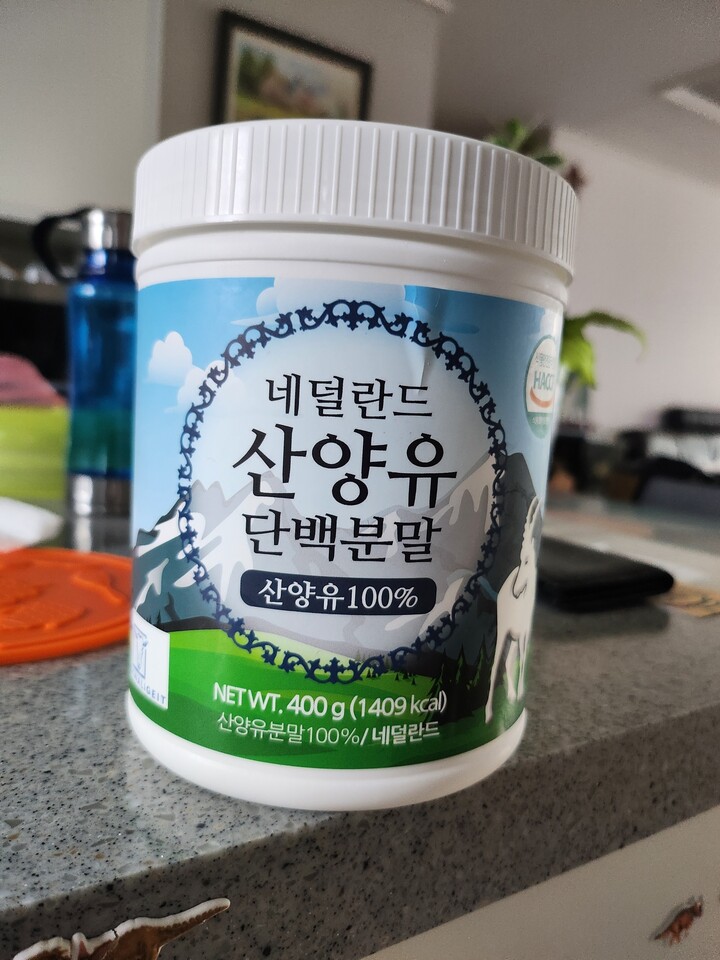 네덜란드
산양유
단백분말
산양유100%
NET WT. 400 g (1409 kcal)
산양유분말100%/네덜란드
HACC